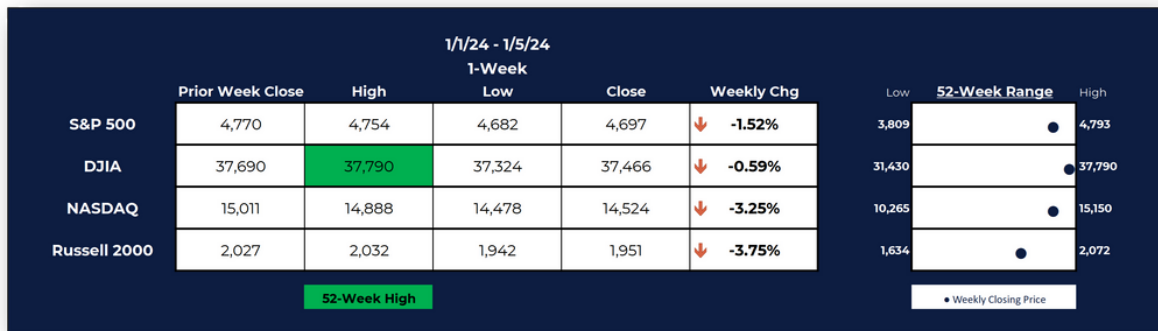 1/1/24 - 1/5/24
1-Week
Prior Week Close High Low Close Weekly Chg Low 52-Week Range High
S&P 500 4,770 4,754 4,682 4,697 -1.52% 3,809 4,793
DJIA 37,690 37,790 37,324 37,466 -0.59% 31,430 37,790
NASDAQ 15,011 14,888 14,478 14,524 -3.25% 10,265 15,150
Russell 2000 2,027 2,032 1,942 1,951 -3.75% 1,634 2,072
52-Week High
• Weekly Closing Price